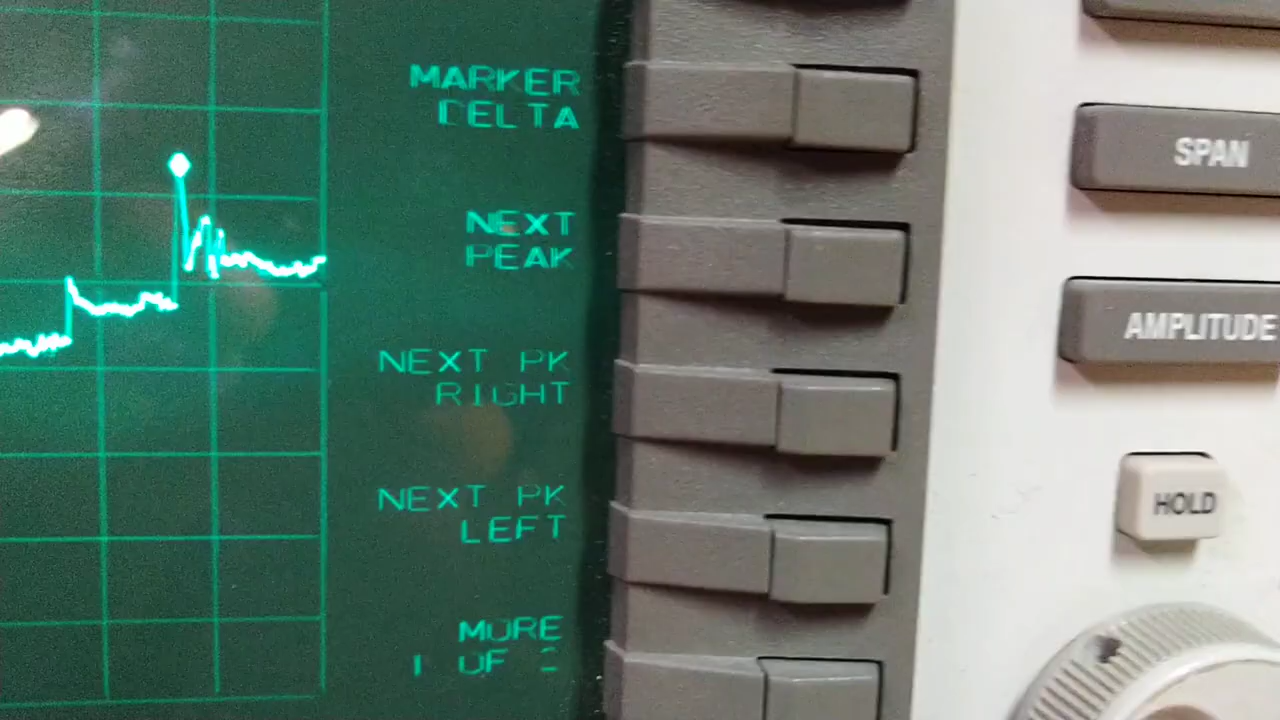 MARKER
DELTA
NEXT
PEAK
NEXT PK
RIGHT
NEXT PK
LEFT
MORE
1 OF 2
SPAN
AMPLITUDE
HOLD